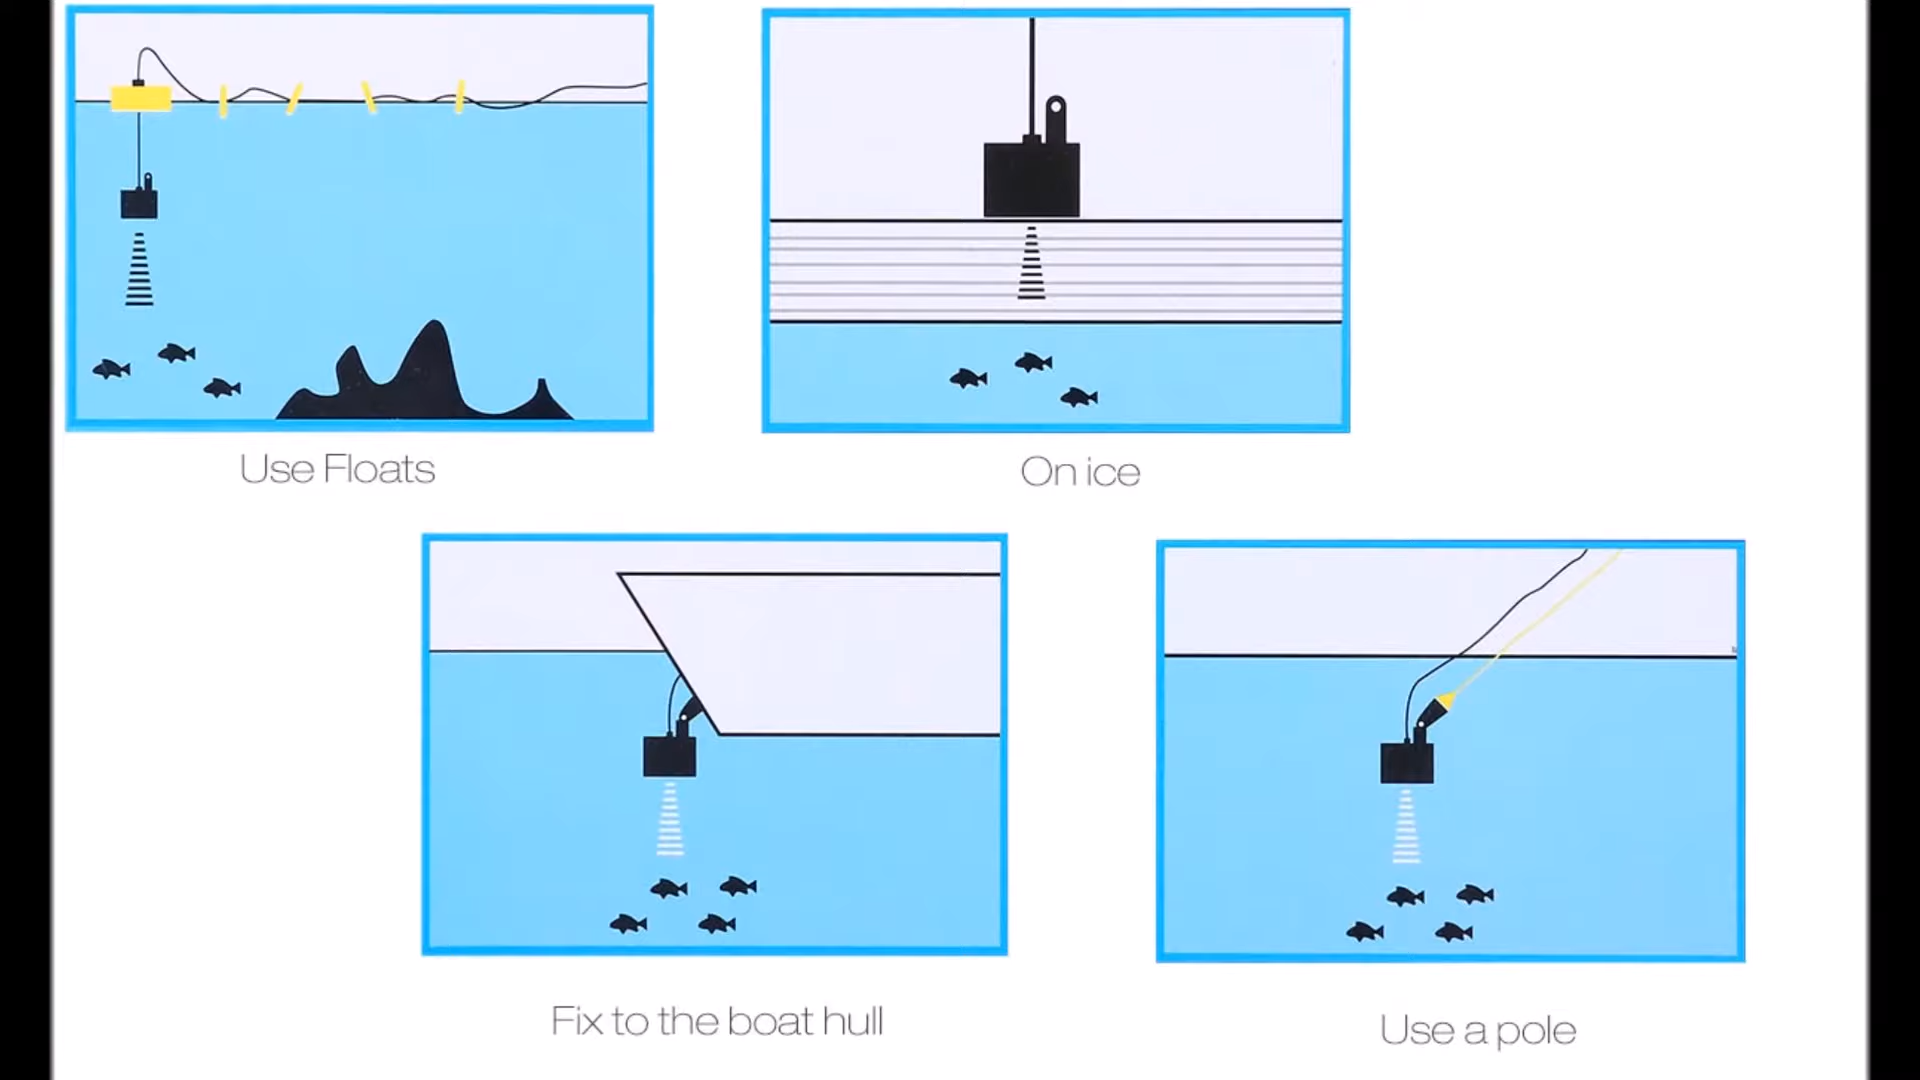 Use Floats
On ice
Fix to the boat hull
Use a pole